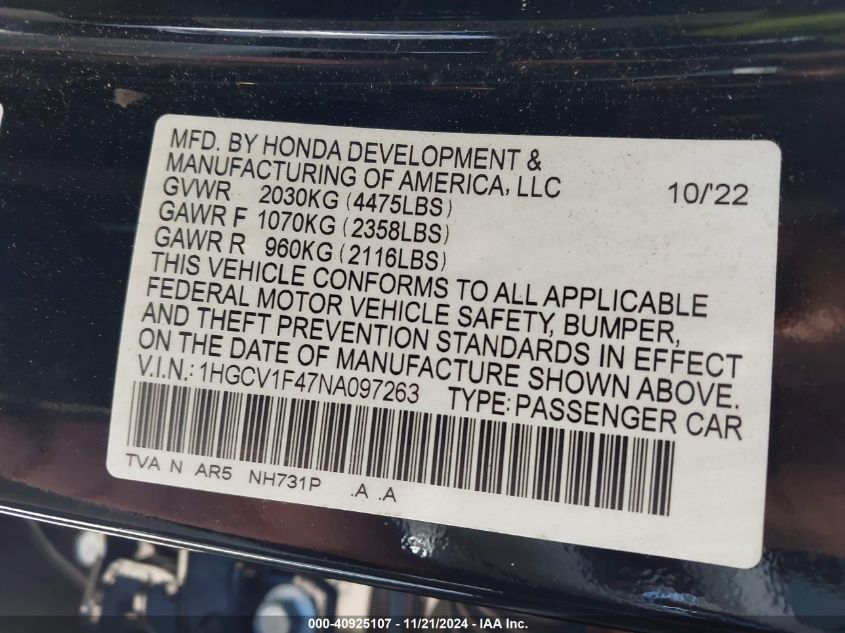 MFD. BY HONDA DEVELOPMENT &
MANUFACTURING OF AMERICA, LLC 10/'22
GVWR 2030KG (4475LBS)
GAWR F 1070KG (2358LBS)
GAWR R 960KG (2116LBS)
THIS VEHICLE CONFORMS TO ALL APPLICABLE
FEDERAL MOTOR VEHICLE SAFETY, BUMPER,
AND THEFT PREVENTION STANDARDS IN EFFECT
ON THE DATE OF MANUFACTURE SHOWN ABOVE.
V.I.N.: 1HGCV1F47NA097263 TYPE: PASSENGER CAR
TVA N AR5 NH731P .A .A
000-40925107 - 11/21/2024 - IAA Inc.